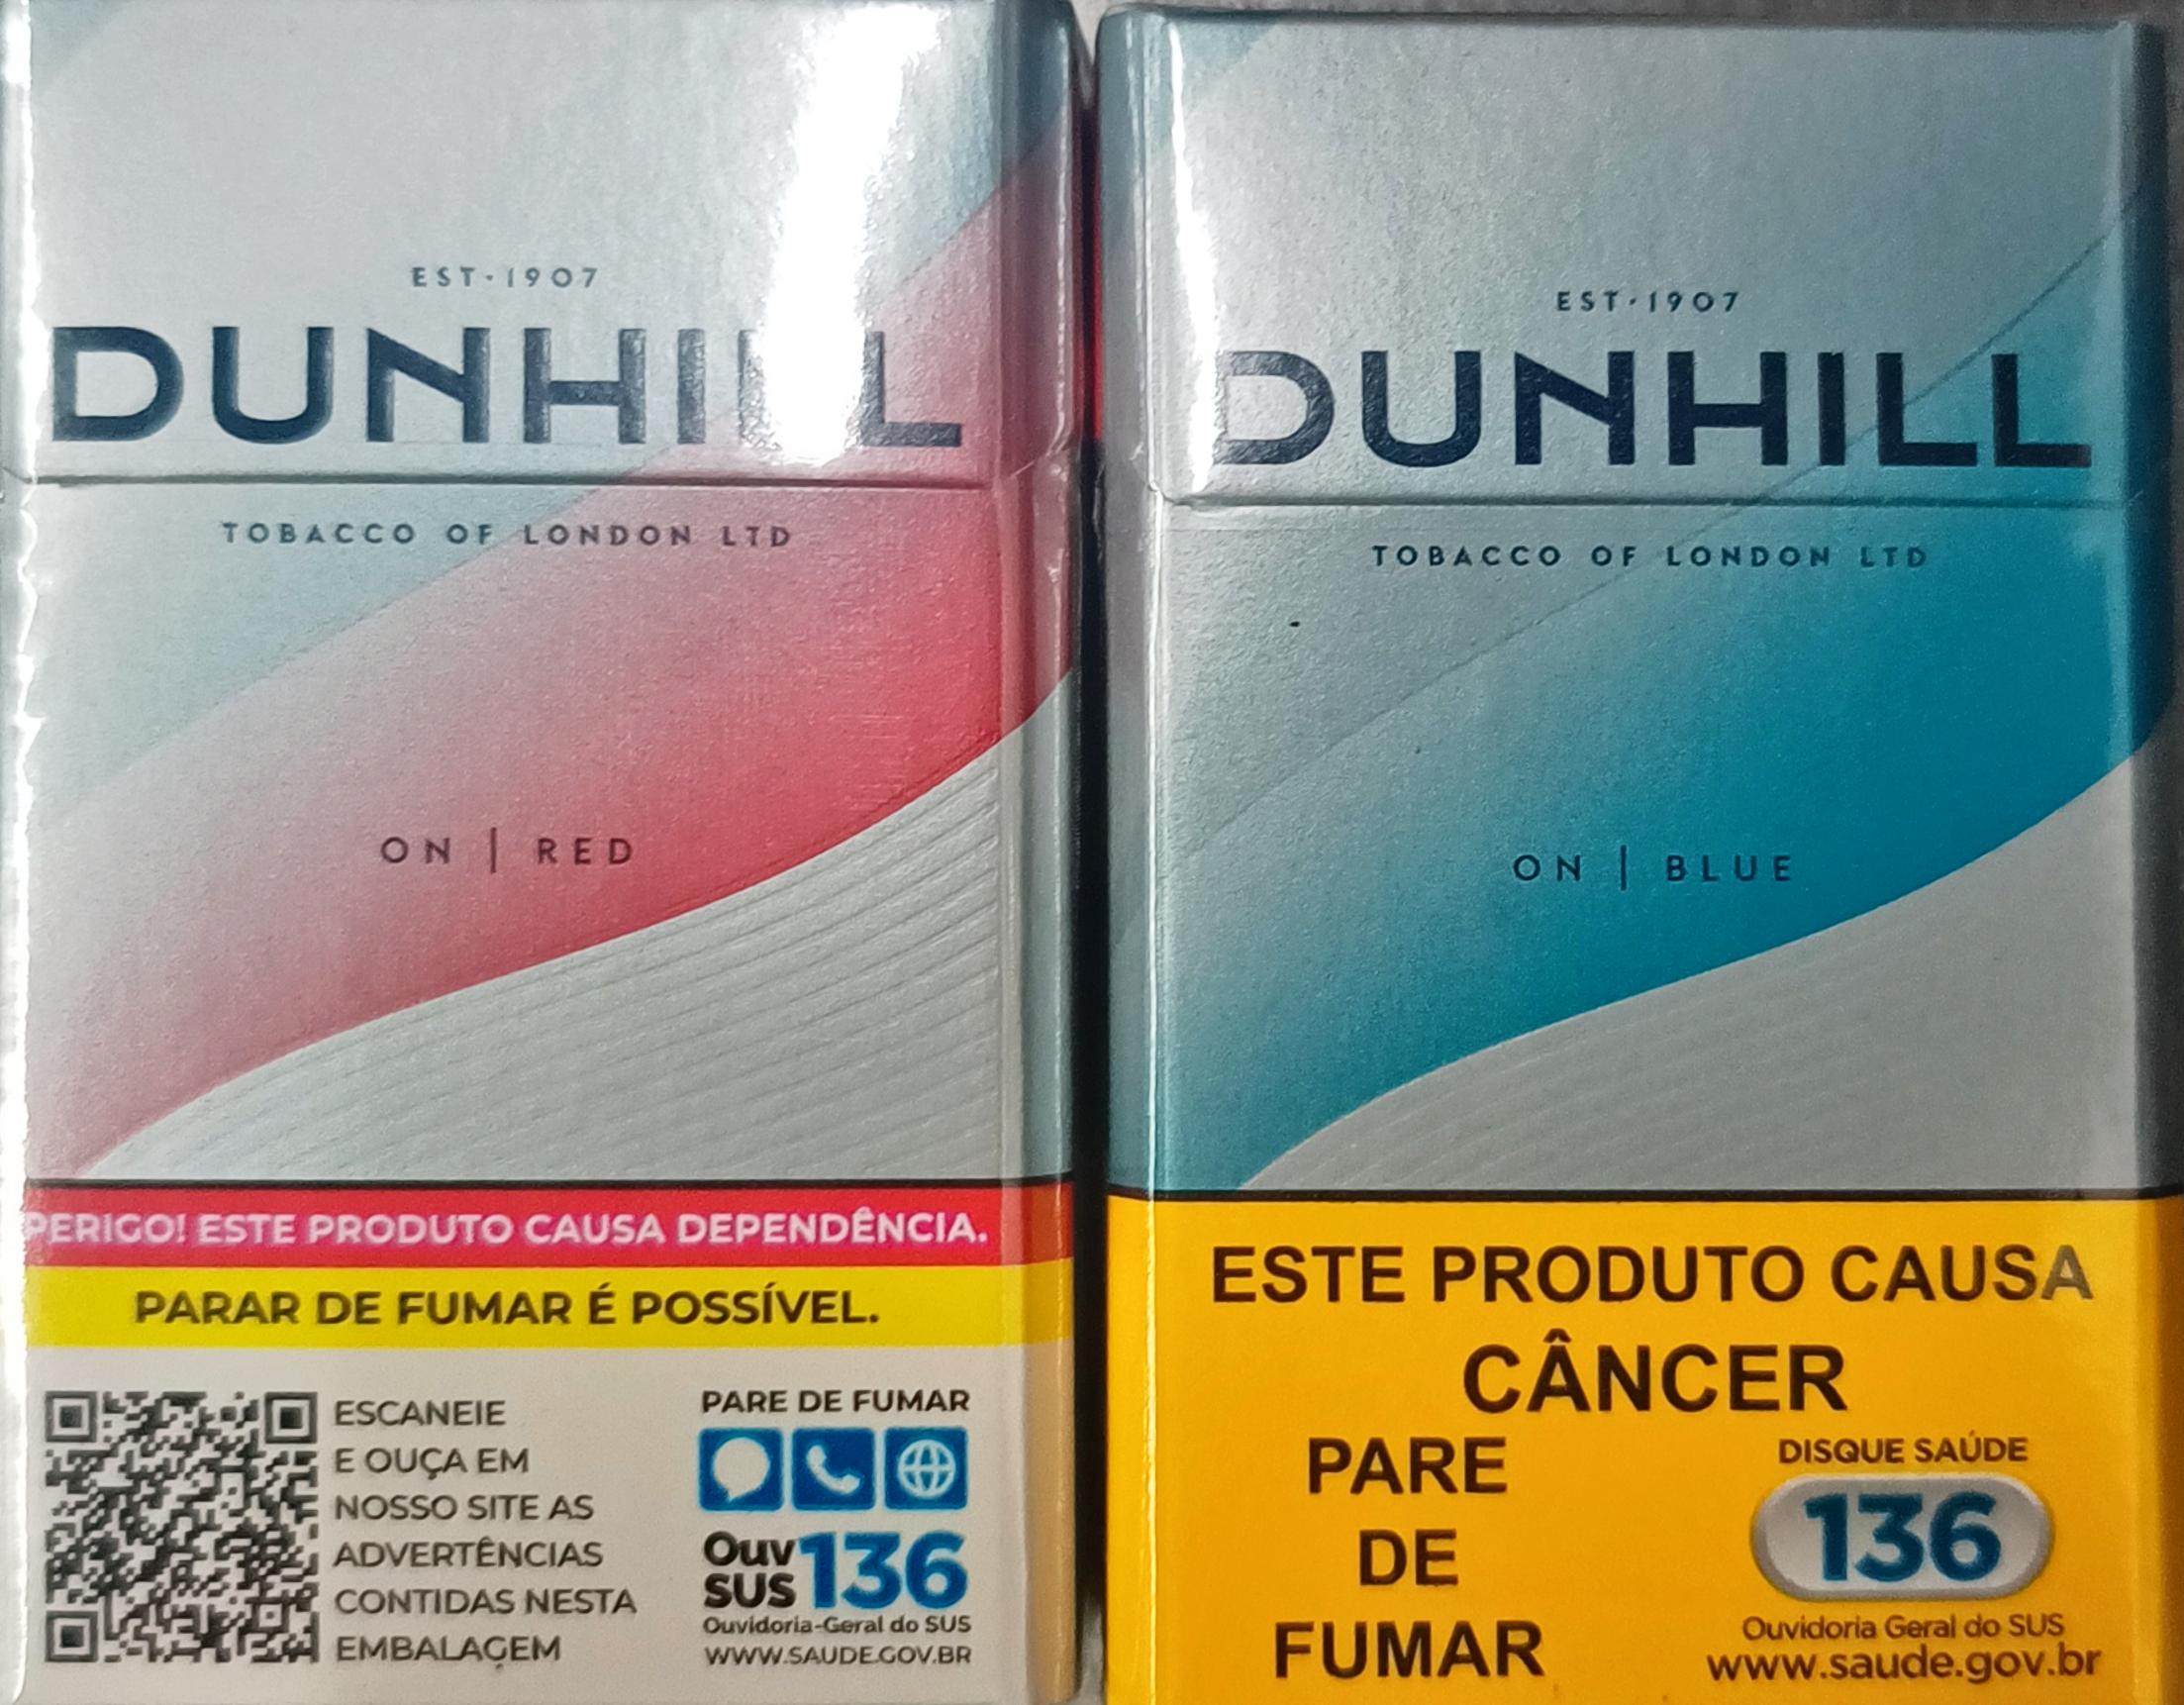 EST·1907
DUNHILL
TOBACCO OF LONDON LTD
ON | RED
PERIGO! ESTE PRODUTO CAUSA DEPENDÊNCIA.
PARAR DE FUMAR É POSSÍVEL.
ESCANEIE
E OUÇA EM
NOSSO SITE AS
ADVERTÊNCIAS
CONTIDAS NESTA
EMBALAGEM
PARE DE FUMAR
Ouv
SUS 136
Ouvidoria-Geral do SUS
WWW.SAUDE.GOV.BR
EST·1907
DUNHILL
TOBACCO OF LONDON LTD
ON | BLUE
ESTE PRODUTO CAUSA
CÂNCER
PARE
DE
FUMAR
DISQUE SAÚDE
136
Ouvidoria Geral do SUS
www.saude.gov.br